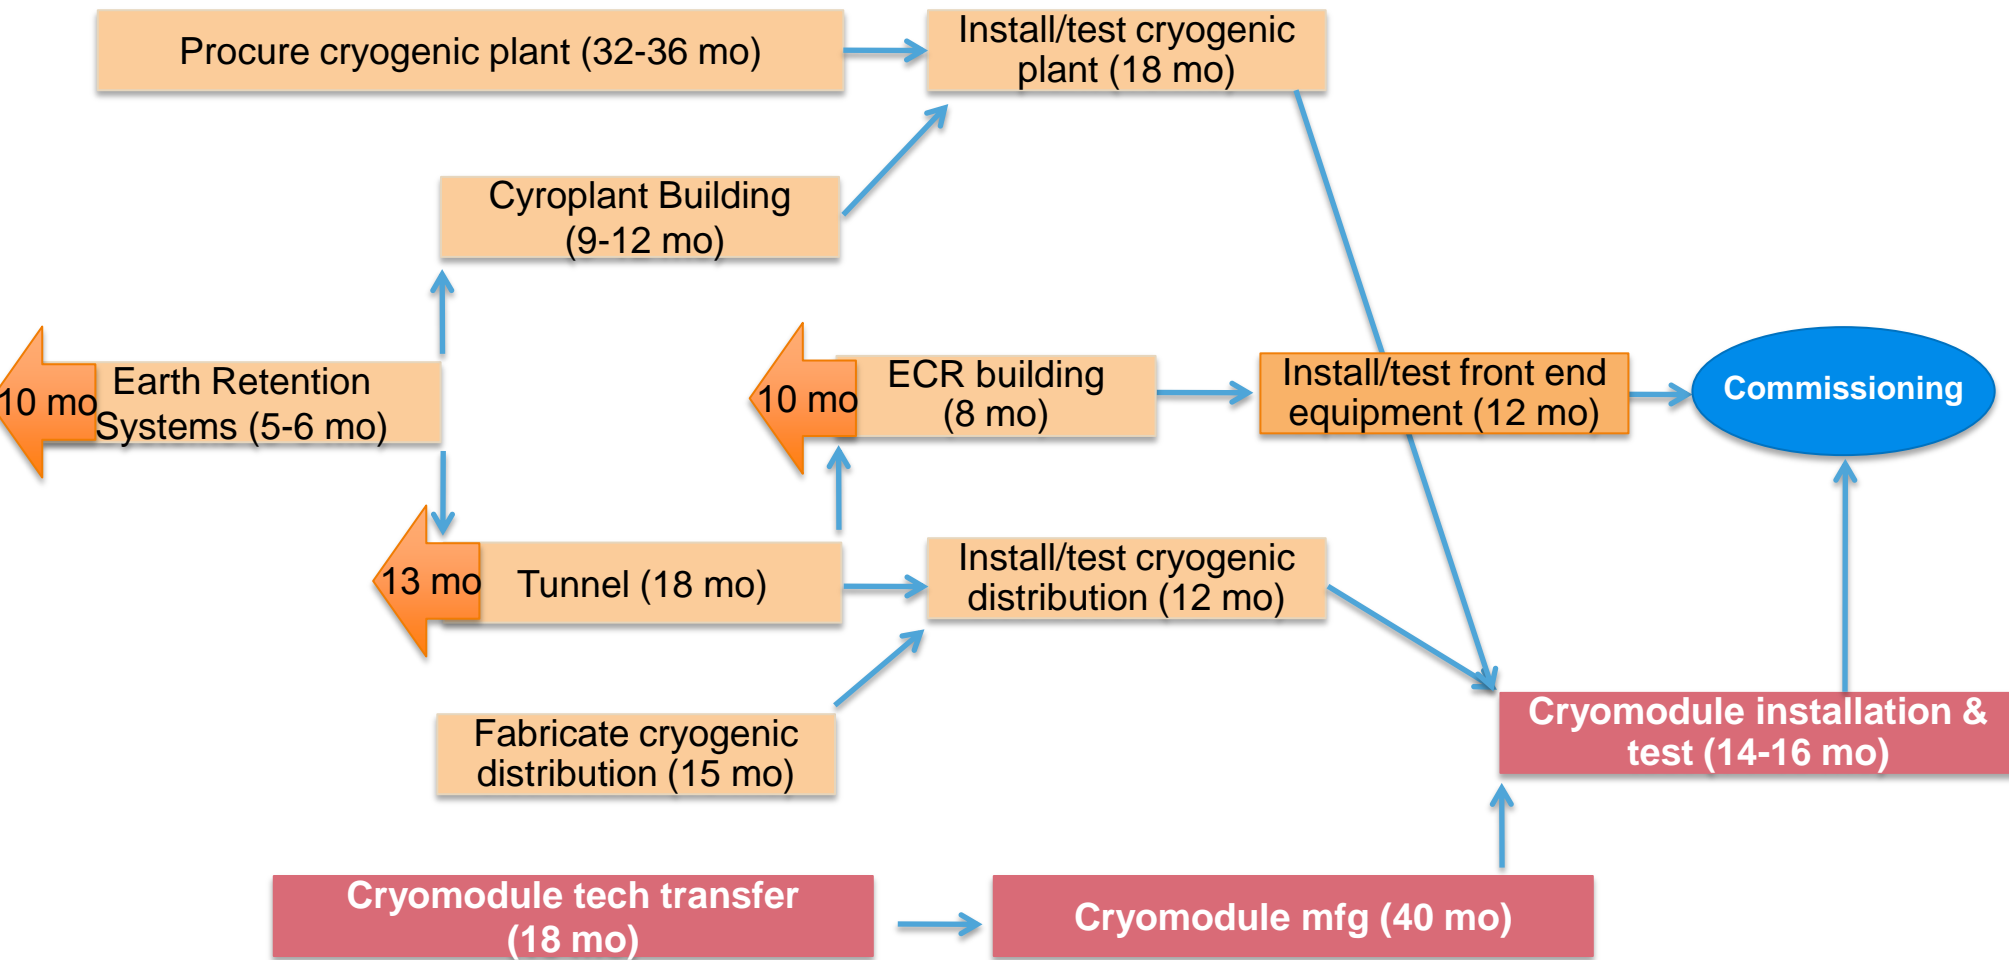 Procure cryogenic plant (32-36 mo)
Install/test cryogenic
plant (18 mo)
Cyroplant Building
(9-12 mo)
10 mo
Earth Retention
Systems (5-6 mo)
10 mo
ECR building
(8 mo)
Install/test front end
equipment (12 mo)
Commissioning
13 mo
Tunnel (18 mo)
Install/test cryogenic
distribution (12 mo)
Fabricate cryogenic
distribution (15 mo)
Cryomodule installation &
test (14-16 mo)
Cryomodule tech transfer
(18 mo)
Cryomodule mfg (40 mo)